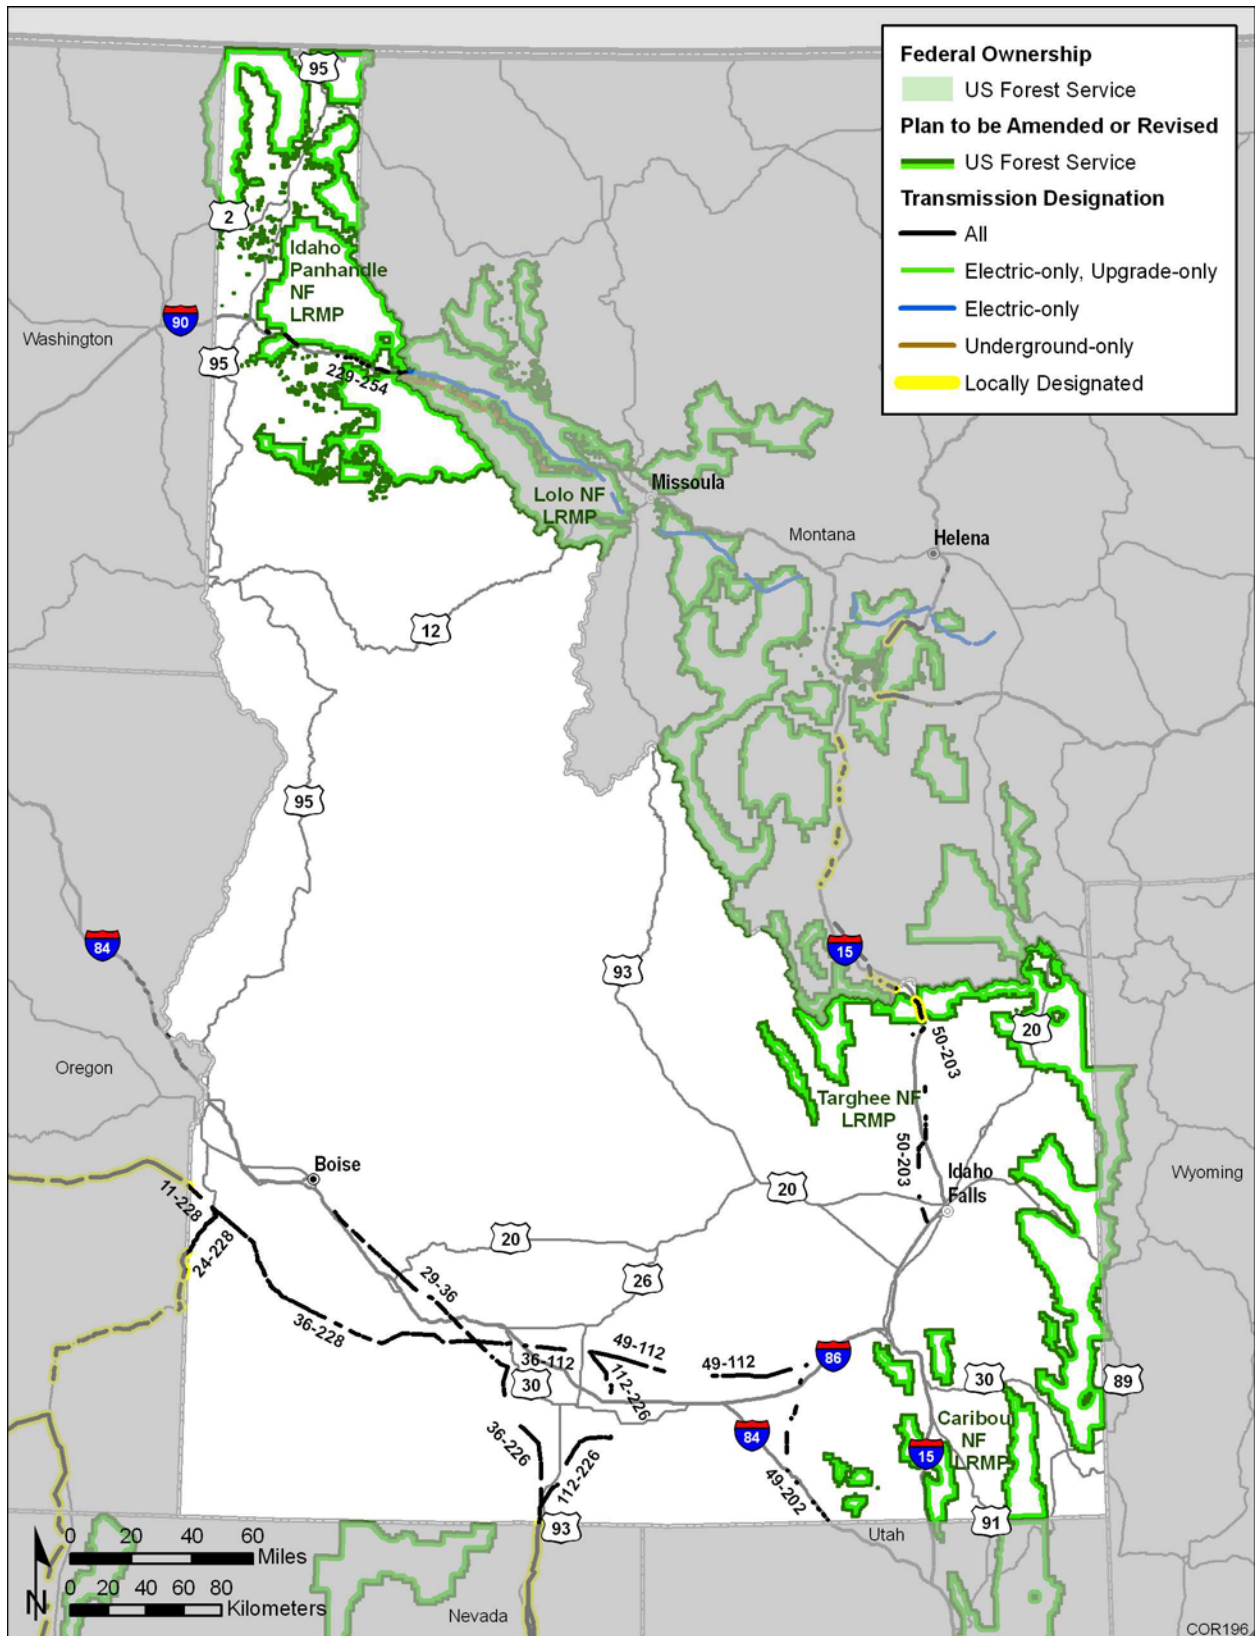 Federal Ownership
US Forest Service
Plan to be Amended or Revised
US Forest Service
Transmission Designation
All
Electric-only, Upgrade-only
Electric-only
Underground-only
Locally Designated
95
2
Idaho
Panhandle
NF
LRMP
90
Washington
95
229-254
Missoula
Lolo NF
LRMP
Montana
Helena
12
95
84
93
15
20
Oregon
50-203
Targhee NF
LRMP
50-203
Boise
Idaho
Falls
Wyoming
20
11-228
24-228
20
29-36
26
36-228
49-112
36-112
49-112
86
112-226
30
30
89
Caribou
NF
LRMP
84
15
36-226
112-226
49-202
93
91
Utah
0 20 40 60
Miles
0 20 40 60 80
Kilometers
N
Nevada
COR196